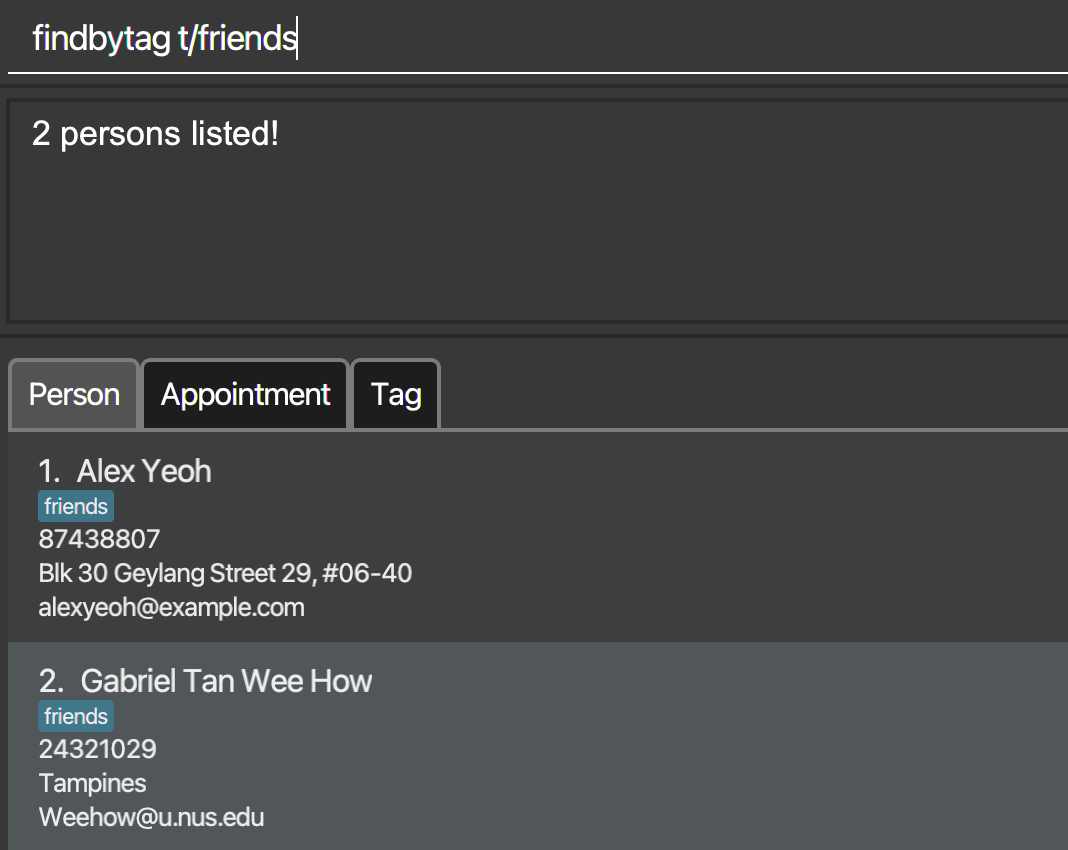 findbytag t/friends
2 persons listed!
Person Appointment Tag
1. Alex Yeoh
friends
87438807
Blk 30 Geylang Street 29, #06-40
alexyeoh@example.com
2. Gabriel Tan Wee How
friends
24321029
Tampines
Weehow@u.nus.edu